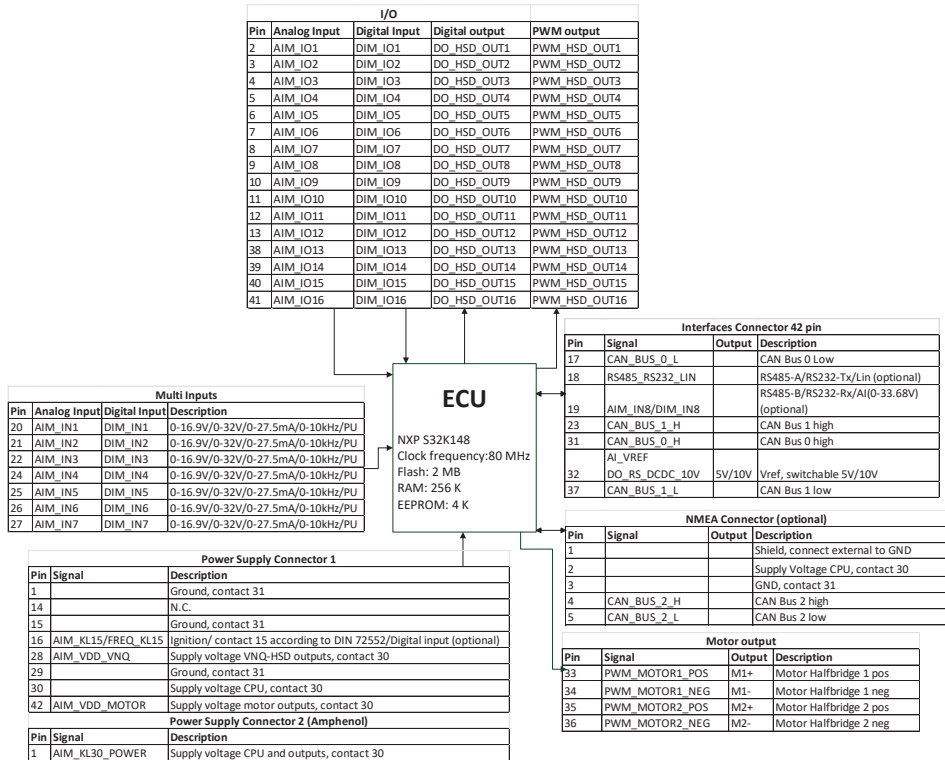 I/O
Pin Analog Input Digital Input Digital output PWM output
2 AIM_IO1 DIM_IO1 DO_HSD_OUT1 PWM_HSD_OUT1
3 AIM_IO2 DIM_IO2 DO_HSD_OUT2 PWM_HSD_OUT2
4 AIM_IO3 DIM_IO3 DO_HSD_OUT3 PWM_HSD_OUT3
5 AIM_IO4 DIM_IO4 DO_HSD_OUT4 PWM_HSD_OUT4
6 AIM_IO5 DIM_IO5 DO_HSD_OUT5 PWM_HSD_OUT5
7 AIM_IO6 DIM_IO6 DO_HSD_OUT6 PWM_HSD_OUT6
8 AIM_IO7 DIM_IO7 DO_HSD_OUT7 PWM_HSD_OUT7
9 AIM_IO8 DIM_IO8 DO_HSD_OUT8 PWM_HSD_OUT8
10 AIM_IO9 DIM_IO9 DO_HSD_OUT9 PWM_HSD_OUT9
11 AIM_IO10 DIM_IO10 DO_HSD_OUT10 PWM_HSD_OUT10
12 AIM_IO11 DIM_IO11 DO_HSD_OUT11 PWM_HSD_OUT11
13 AIM_IO12 DIM_IO12 DO_HSD_OUT12 PWM_HSD_OUT12
38 AIM_IO13 DIM_IO13 DO_HSD_OUT13 PWM_HSD_OUT13
39 AIM_IO14 DIM_IO14 DO_HSD_OUT14 PWM_HSD_OUT14
40 AIM_IO15 DIM_IO15 DO_HSD_OUT15 PWM_HSD_OUT15
41 AIM_IO16 DIM_IO16 DO_HSD_OUT16 PWM_HSD_OUT16
Multi Inputs
Pin Analog Input Digital Input Description
20 AIM_IN1 DIM_IN1 0-16.9V/0-32V/0-27.5mA/0-10kHz/PU
21 AIM_IN2 DIM_IN2 0-16.9V/0-32V/0-27.5mA/0-10kHz/PU
22 AIM_IN3 DIM_IN3 0-16.9V/0-32V/0-27.5mA/0-10kHz/PU
24 AIM_IN4 DIM_IN4 0-16.9V/0-32V/0-27.5mA/0-10kHz/PU
25 AIM_IN5 DIM_IN5 0-16.9V/0-32V/0-27.5mA/0-10kHz/PU
26 AIM_IN6 DIM_IN6 0-16.9V/0-32V/0-27.5mA/0-10kHz/PU
27 AIM_IN7 DIM_IN7 0-16.9V/0-32V/0-27.5mA/0-10kHz/PU
ECU
NXP S32K148
Clock frequency:80 MHz
Flash: 2 MB
RAM: 256 K
EEPROM: 4 K
Interfaces Connector 42 pin
Pin Signal Output Description
17 CAN_BUS_0_L CAN Bus 0 Low
18 RS485_RS232_LIN RS485-A/RS232-Tx/Lin (optional)
RS485-B/RS232-Rx/AI(0-33.68V)
19 AIM_IN8/DIM_IN8 (optional)
23 CAN_BUS_1_H CAN Bus 1 high
31 CAN_BUS_0_H CAN Bus 0 high
AI_VREF
32 DO_RS_DCDC_10V 5V/10V Vref, switchable 5V/10V
37 CAN_BUS_1_L CAN Bus 1 low
NMEA Connector (optional)
Pin Signal Output Description
1 Shield, connect external to GND
2 Supply Voltage CPU, contact 30
3 GND, contact 31
4 CAN_BUS_2_H CAN Bus 2 high
5 CAN_BUS_2_L CAN Bus 2 low
Power Supply Connector 1
Pin Signal Description
1 Ground, contact 31
14 N.C.
15 Ground, contact 31
16 AIM_KL15/FREQ_KL15 Ignition/ contact 15 according to DIN 72552/Digital input (optional)
28 AIM_VDD_VNQ Supply voltage VNQ-HSD outputs, contact 30
29 Ground, contact 31
30 Supply voltage CPU, contact 30
42 AIM_VDD_MOTOR Supply voltage motor outputs, contact 30
Power Supply Connector 2 (Amphenol)
Pin Signal Description
1 AIM_KL30_POWER Supply voltage CPU and outputs, contact 30
Motor output
Pin Signal Output Description
33 PWM_MOTOR1_POS M1+ Motor Halfbridge 1 pos
34 PWM_MOTOR1_NEG M1- Motor Halfbridge 1 neg
35 PWM_MOTOR2_POS M2+ Motor Halfbridge 2 pos
36 PWM_MOTOR2_NEG M2- Motor Halfbridge 2 neg